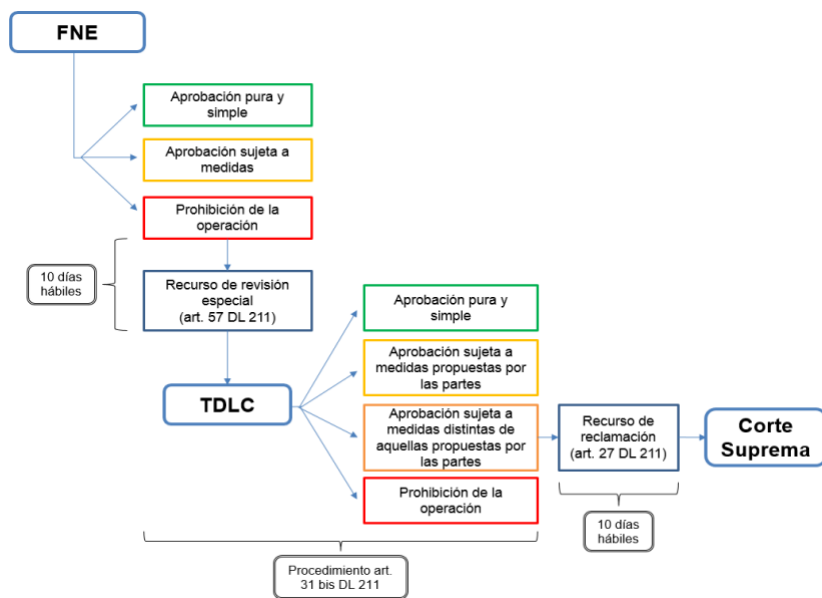 FNE
Aprobación pura y
simple
Aprobación sujeta a
medidas
Prohibición de la
operación
10 días
hábiles
Recurso de revisión
especial
(art. 57 DL 211)
TDLC
Aprobación pura y
simple
Aprobación sujeta a
medidas propuestas por
las partes
Aprobación sujeta a
medidas distintas de
aquellas propuestas por
las partes
Prohibición de la
operación
Recurso de
reclamación
(art. 27 DL 211)
Corte
Suprema
10 días
hábiles
Procedimiento art.
31 bis DL 211